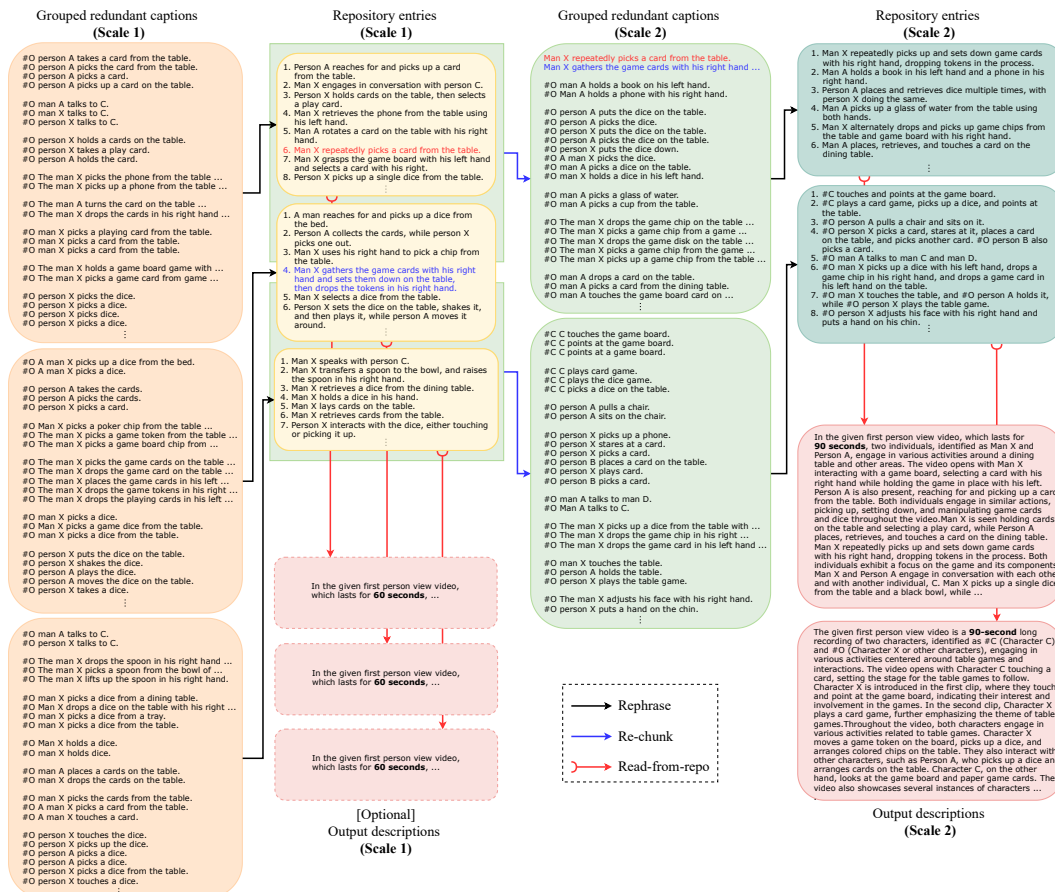 Grouped redundant captions
(Scale 1)
#O person A takes a card from the table.
#O person A picks the card from the table.
#O person A picks a card.
#O person A picks up a card on the table.
#O man A talks to C.
#O man X talks to C.
#O person X talks to C.
#O person X holds a cards on the table.
#O person X takes a play card.
#O person A holds the card.
#O The man X picks the phone from the table ...
#O The man X picks up a phone from the table ...
#O The man A turns the card on the table ...
#O The man X drops the cards in his right hand ...
#O man X picks a playing card from the table.
#O man X picks a card from the table.
#O man X picks a card from the table.
#O The man X holds a game board game with ...
#O The man X picks a game card from game ...
#O person X picks the dice.
#O person X picks a dice.
#O person X picks dice.
#O person X picks a dice.
⋮
#O A man X picks up a dice from the bed.
#O A man X picks a dice.
#O person A takes the cards.
#O person A picks the cards.
#O person X picks a card.
#O Man X picks a poker chip from the table ...
#O The man X picks a game token from the table ...
#O The man X picks a game board chip from ...
#O The man X picks the game cards on the table ...
#O The man X drops the game card on the table ...
#O The man X places the game cards in his left ...
#O The man X drops the game tokens in his right ...
#O The man X drops the playing cards in his left ...
#O man X picks a dice.
#O Man X picks a game dice from the table.
#O man X picks a dice from the table.
#O person X puts the dice on the table.
#O person X shakes the dice.
#O person A plays the dice.
#O person A moves the dice on the table.
#O person X takes a dice.
⋮
#O man A talks to C.
#O person X talks to C.
#O The man X drops the spoon in his right hand ...
#O The man X picks a spoon from the bowl of ...
#O The man X lifts up the spoon in his right hand.
#O man X picks a dice from a dining table.
#O Man X drops a dice on the table with his right ...
#O man X picks a dice from a tray.
#O man X picks a dice from the table.
#O Man X holds a dice.
#O man X holds dice.
#O man A places a cards on the table.
#O man X drops the cards on the table.
#O man X picks the cards from the table.
#O A man X picks a card from the table.
#O A man X touches a card.
#O person X touches the dice.
#O person X picks up the dice.
#O person A picks a dice.
#O person A picks a dice.
#O person X picks a dice from the table.
#O person X touches a dice.
Repository entries
(Scale 1)
1. Person A reaches for and picks up a card
from the table.
2. Man X engages in conversation with person C.
3. Person X holds cards on the table, then selects
a play card.
4. Man X retrieves the phone from the table using
his left hand.
5. Man A rotates a card on the table with his right
hand.
6. Man X repeatedly picks a card from the table.
7. Man X grasps the game board with his left hand
and selects a card with his right.
8. Person X picks up a single dice from the table.
⋮
1. A man reaches for and picks up a dice from
the bed.
2. Person A collects the cards, while person X
picks one out.
3. Man X uses his right hand to pick a chip from
the table.
4. Man X gathers the game cards with his right
hand and sets them down on the table,
then drops the tokens in his right hand.
5. Man X selects a dice from the table.
6. Person X sets the dice on the table, shakes it,
and then plays it, while person A moves it
around.
1. Man X speaks with person C.
2. Man X transfers a spoon to the bowl, and raises
the spoon in his right hand.
3. Man X retrieves a dice from the dining table.
4. Man X holds a dice in his hand.
5. Man X lays cards on the table.
6. Man X retrieves cards from the table.
7. Person X interacts with the dice, either touching
or picking it up.
In the given first person view video,
which lasts for 60 seconds, ...
In the given first person view video,
which lasts for 60 seconds, ...
In the given first person view video,
which lasts for 60 seconds, ...
[Optional]
Output descriptions
(Scale 1)
Grouped redundant captions
(Scale 2)
Man X repeatedly picks a card from the table.
Man X gathers the game cards with his right hand ...
#O man A holds a book on his left hand.
#O Man A holds a phone with his right hand.
#O person A puts the dice on the table.
#O person A picks the dice.
#O person X puts the dice on the table.
#O person A picks the dice on the table.
#O person X puts the dice down.
#O A man X picks the dice.
#O man A picks a dice on the table.
#O man X holds a dice in his left hand.
#O man A picks a glass of water.
#O man A picks a cup from the table.
#O The man X drops the game chip on the table ...
#O The man X picks a game chip from a game ...
#O The man X drops the game disk on the table ...
#O The man X picks a game chip from the game ...
#O The man X picks up a game chip from the table ...
#O man A drops a card on the table.
#O man A picks a card from the dining table.
#O man A touches the game board card on ...
⋮
#C C touches the game board.
#C C points at the game board.
#C C points at a game board.
#C C plays card game.
#C C plays the dice game.
#C C picks a dice on the table.
#O person A pulls a chair.
#O person A sits on the chair.
#O person X picks up a phone.
#O person X stares at a card.
#O person X picks a card.
#O person B places a card on the table.
#O person X plays card.
#O person B picks a card.
#O man A talks to man D.
#O Man A talks to C.
#O The man X picks up a dice from the table with ...
#O The man X drops the game chip in his right ...
#O The man X drops the game card in his left hand ...
#O man X touches the table.
#O person A holds the table.
#O person X plays the table game.
#O The man X adjusts his face with his right hand.
#O person X puts a hand on the chin.
⋮
Rephrase
Re-chunk
Read-from-repo
Repository entries
(Scale 2)
1. Man X repeatedly picks up and sets down game cards
with his right hand, dropping tokens in the process.
2. Man A holds a book in his left hand and a phone in his
right hand.
3. Person A places and retrieves dice multiple times, with
person X doing the same.
4. Man A picks up a glass of water from the table using
both hands.
5. Man X alternately drops and picks up game chips from
the table and game board with his right hand.
6. Man A places, retrieves, and touches a card on the
dining table.
⋮
1. #C touches and points at the game board.
2. #C plays a card game, picks up a dice, and points at
the table.
3. #O person A pulls a chair and sits on it.
4. #O person X picks a card, stares at it, places a card
on the table, and picks another card. #O person B also
picks a card.
5. #O man A talks to man C and man D.
6. #O man X picks up a dice with his left hand, drops a
game chip in his right hand, and drops a game card in
his left hand on the table.
7. #O man X touches the table, and #O person A holds it,
while #O person X plays the table game.
8. #O person X adjusts his face with his right hand and
puts a hand on his chin.
⋮
In the given first person view video, which lasts for
90 seconds, two individuals, identified as Man X and
Person A, engage in various activities around a dining
table and other areas. The video opens with Man X
interacting with a game board, selecting a card with his
right hand while holding the game in place with his left.
Person A is also present, reaching for and picking up a card
from the table. Both individuals engage in similar actions,
picking up, setting down, and manipulating game cards
and dice throughout the video.Man X is seen holding cards
on the table and selecting a play card, while Person A
places, retrieves, and touches a card on the dining table.
Man X repeatedly picks up and sets down game cards
with his right hand, dropping tokens in the process. Both
individuals exhibit a focus on the game and its components.
Man X and Person A engage in conversation with each other
and with another individual, C. Man X picks up a single dice
from the table and a black bowl, while ...
The given first person view video is a 90-second long
recording of two characters, identified as #C (Character C)
and #O (Character X or other characters), engaging in
various activities centered around table games and
interactions. The video opens with Character C touching a
card, setting the stage for the table games to follow.
Character X is introduced in the first clip, where they touch
and point at the game board, indicating their interest and
involvement in the games. In the second clip, Character X
plays a card game, further emphasizing the theme of table
games.Throughout the video, both characters engage in
various activities related to table games. Character X
moves a game token on the board, picks up a dice, and
arranges colored chips on the table. They also interact with
other characters, such as Person A, who picks up a dice and
arranges cards on the table. Character C, on the other
hand, looks at the game board and paper game cards. The
video also showcases several instances of characters ...
Output descriptions
(Scale 2)